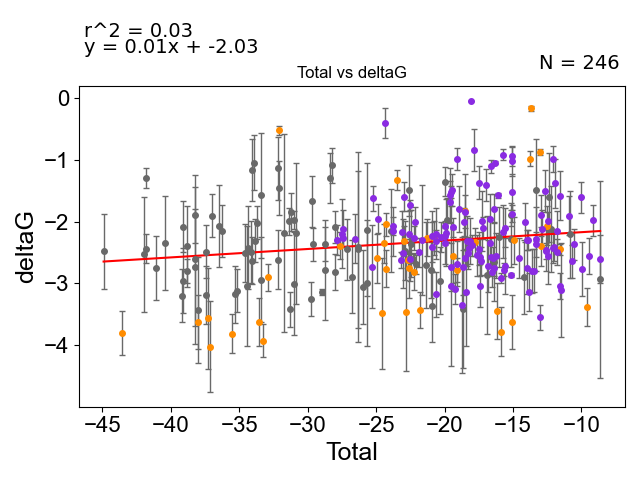 r^2 = 0.03
y = 0.01x + -2.03
N = 246
Total vs deltaG
0
−1
−2
−3
−4
deltaG
−45 −40 −35 −30 −25 −20 −15 −10
Total